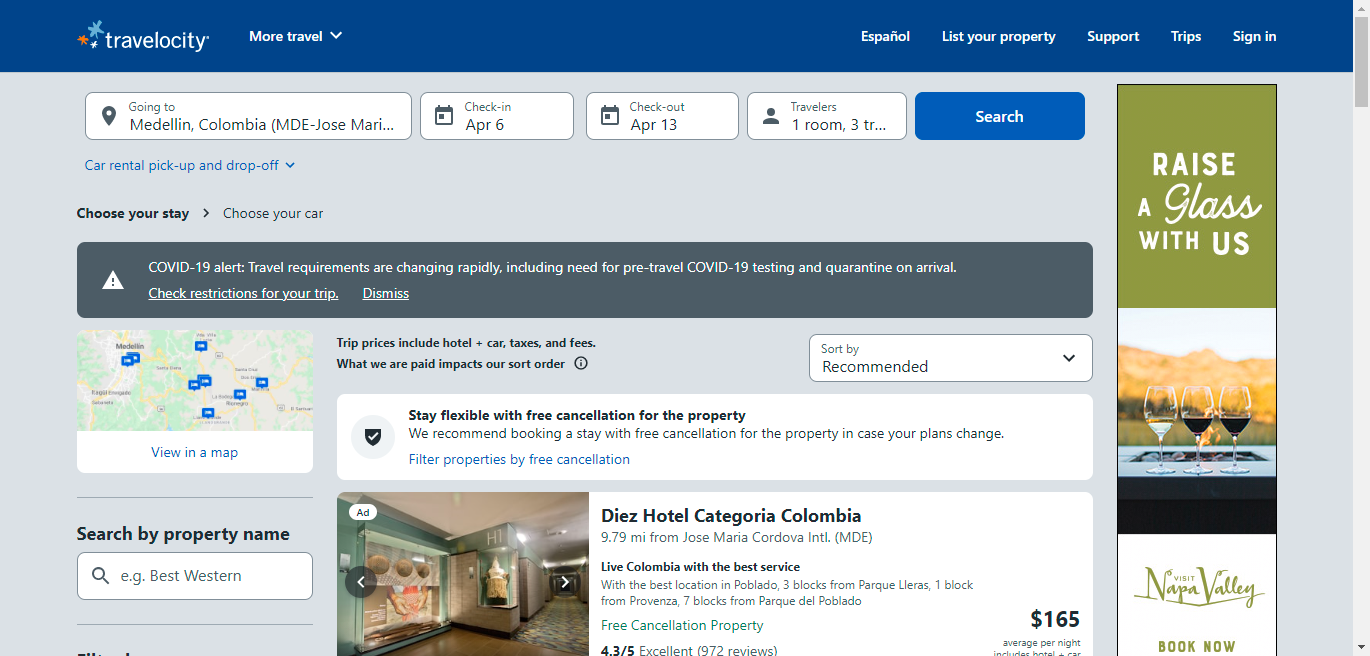 travelocity
More travel
Español
List your property
Support
Trips
Sign in
Going to
Medellin, Colombia (MDE-Jose Mari...
Check-in
Apr 6
Check-out
Apr 13
Travelers
1 room, 3 tr...
Search
Car rental pick-up and drop-off
Choose your stay
Choose your car
COVID-19 alert: Travel requirements are changing rapidly, including need for pre-travel COVID-19 testing and quarantine on arrival.
Check restrictions for your trip.
Dismiss
Medellin
View in a map
Search by property name
e.g. Best Western
Trip prices include hotel + car, taxes, and fees.
What we are paid impacts our sort order
Sort by
Recommended
Stay flexible with free cancellation for the property
We recommend booking a stay with free cancellation for the property in case your plans change.
Filter properties by free cancellation
Ad
H1
Diez Hotel Categoria Colombia
9.79 mi from Jose Maria Cordova Intl. (MDE)
Live Colombia with the best service
With the best location in Poblado, 3 blocks from Parque Lleras, 1 block
from Provenza, 7 blocks from Parque del Poblado
Free Cancellation Property
4.3/5 Excellent (972 reviews)
$165
average per night
includes hotel + car
RAISE
A Glass
WITH US
VISIT
Napa Valley
BOOK NOW